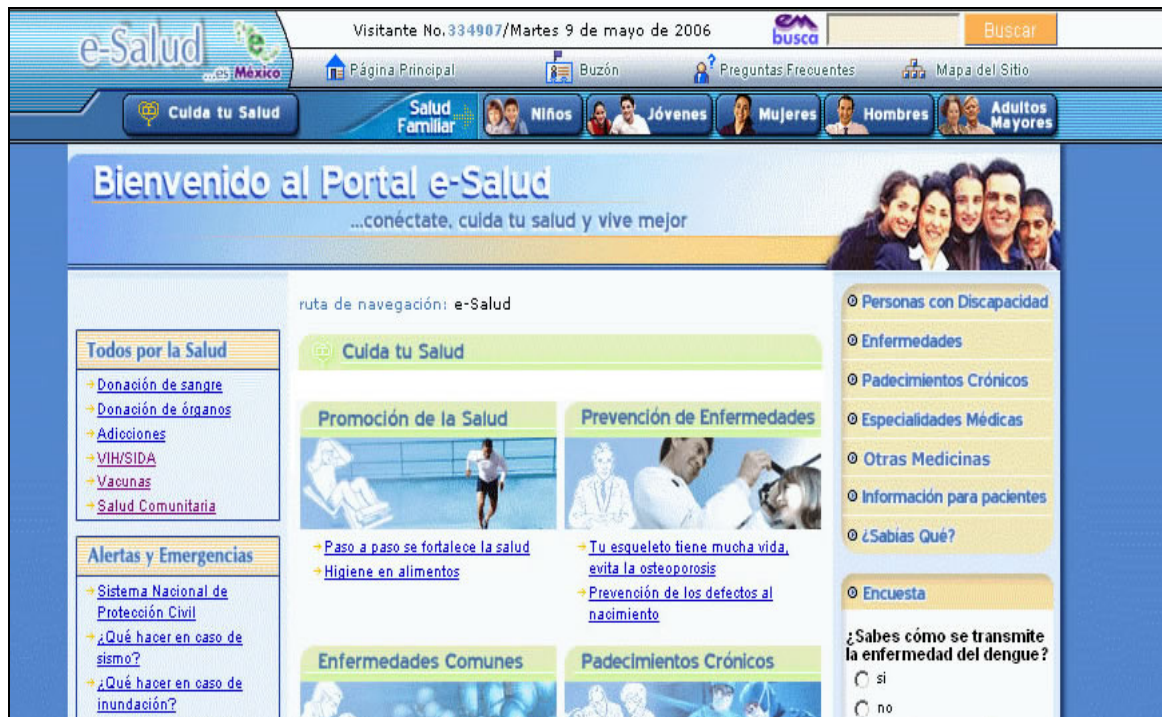 e-Salud
...es México
Visitante No.334907/Martes 9 de mayo de 2006
em busca
Buscar
Página Principal
Buzón
Preguntas Frecuentes
Mapa del Sitio
Cuida tu Salud
Salud
Familiar
Niños
Jóvenes
Mujeres
Hombres
Adultos
Mayores
Bienvenido al Portal e-Salud
...conéctate, cuida tu salud y vive mejor
ruta de navegación: e-Salud
Todos por la Salud
Donación de sangre
Donación de órganos
Adicciones
VIH/SIDA
Vacunas
Salud Comunitaria
Alertas y Emergencias
Sistema Nacional de
Protección Civil
¿Qué hacer en caso de
sismo?
¿Qué hacer en caso de
inundación?
Cuida tu Salud
Promoción de la Salud
Paso a paso se fortalece la salud
Higiene en alimentos
Prevención de Enfermedades
Tu esqueleto tiene mucha vida,
evita la osteoporosis
Prevención de los defectos al
nacimiento
Enfermedades Comunes
Padecimientos Crónicos
Personas con Discapacidad
Enfermedades
Padecimientos Crónicos
Especialidades Médicas
Otras Medicinas
Información para pacientes
¿Sabías Qué?
Encuesta
¿Sabes cómo se transmite
la enfermedad del dengue?
si
no